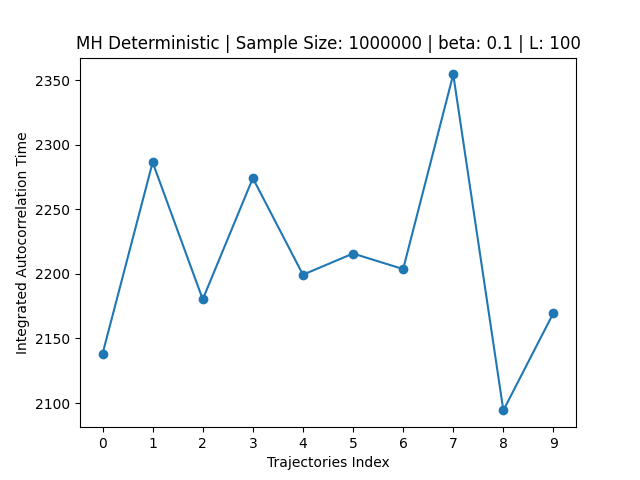 MH Deterministic | Sample Size: 1000000 | beta: 0.1 | L: 100
Integrated Autocorrelation Time
2350
2300
2250
2200
2150
2100
0 1 2 3 4 5 6 7 8 9
Trajectories Index